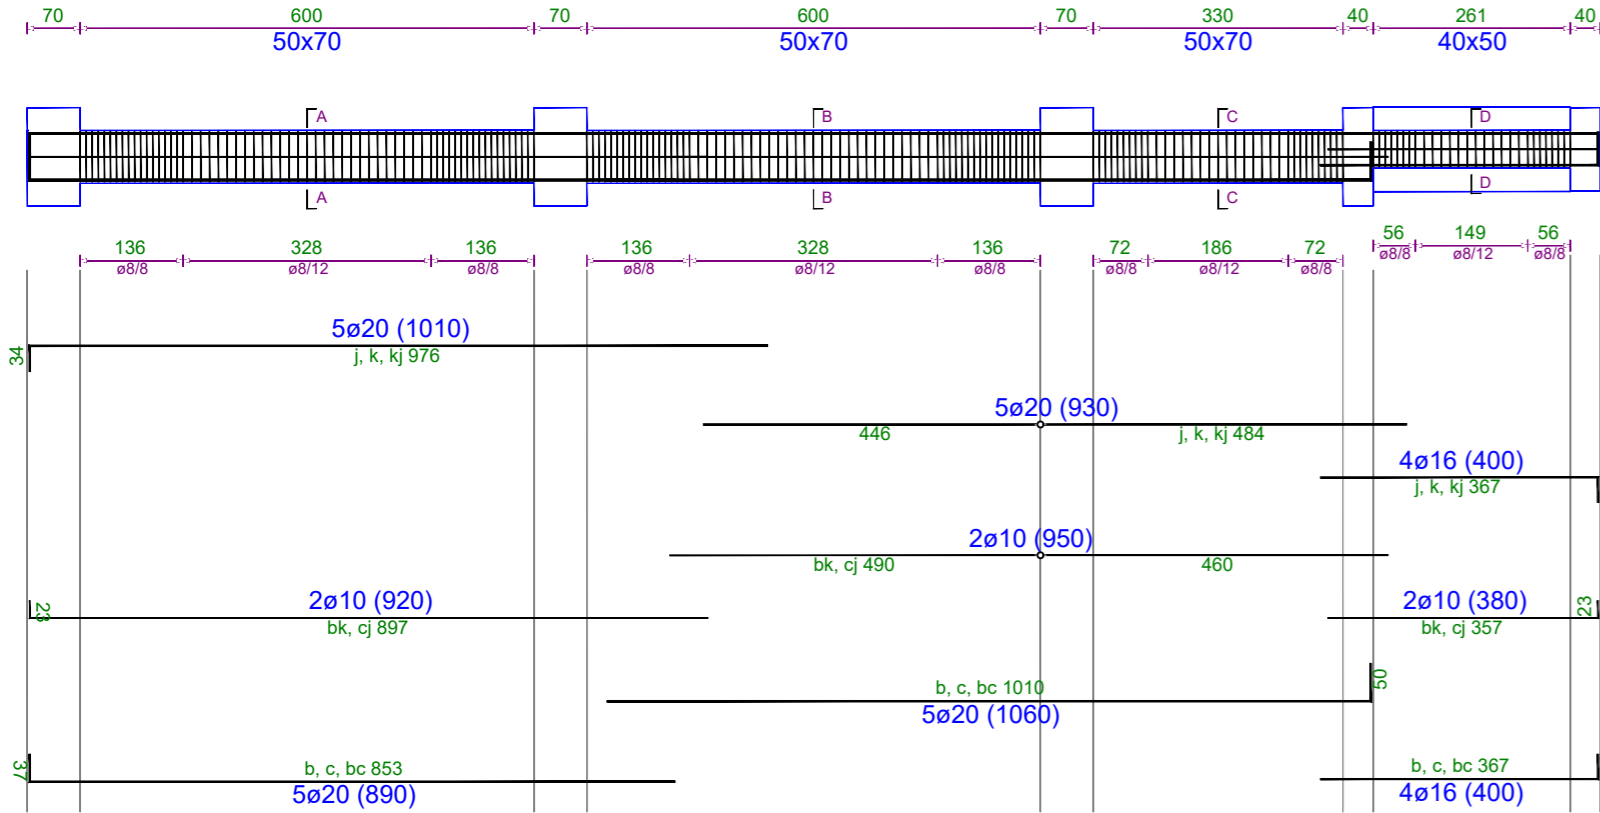 70 600 70 600 70 330 40 261 40
50x70 50x70 50x70 40x50
A B C D
A B C D
136 328 136 136 328 136 72 186 72 56 149 56
ø8/8 ø8/12 ø8/8 ø8/8 ø8/12 ø8/8 ø8/8 ø8/12 ø8/8 ø8/8 ø8/12 ø8/8
5ø20 (1010)
34 j, k, kj 976
5ø20 (930)
446 j, k, kj 484
4ø16 (400)
j, k, kj 367
2ø10 (950)
bk, cj 490 460
23 2ø10 (920) 2ø10 (380) 23
bk, cj 897 bk, cj 357
b, c, bc 1010 50
5ø20 (1060)
37 b, c, bc 853 b, c, bc 367
5ø20 (890) 4ø16 (400)